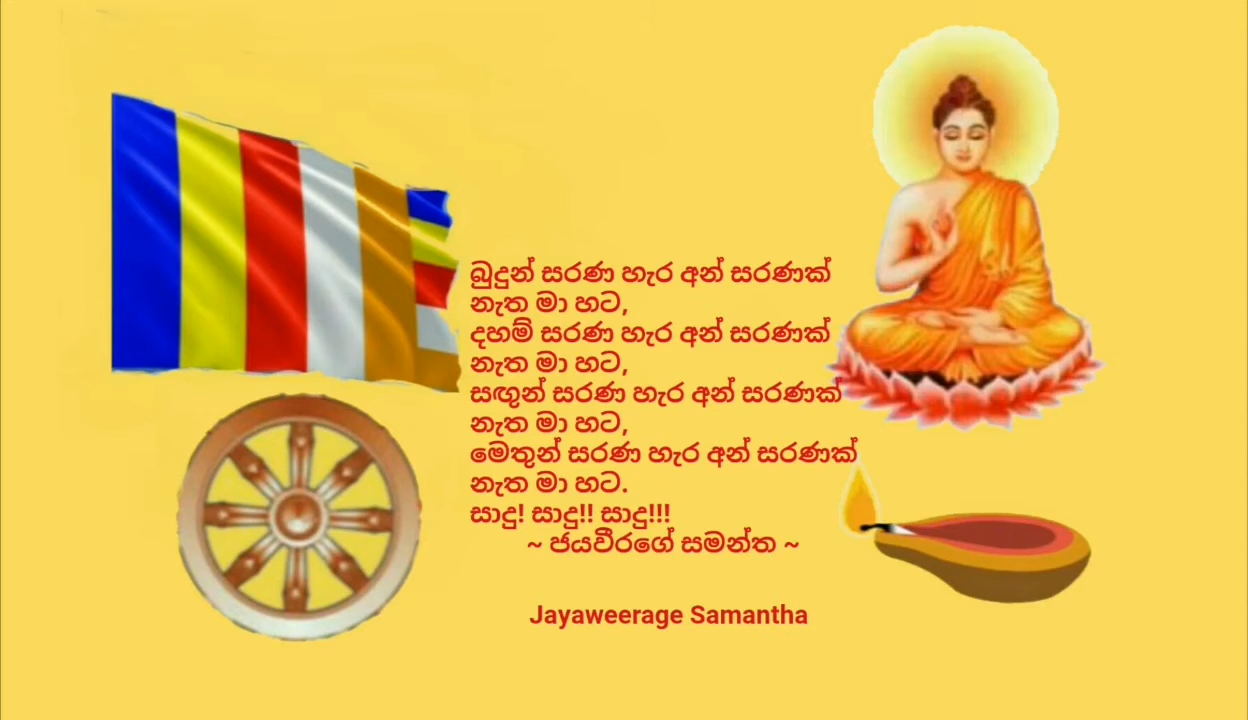 බුදුන් සරණ හැර අන් සරණක්
නැත මා හට,
දහම් සරණ හැර අන් සරණක්
නැත මා හට,
සඟුන් සරණ හැර අන් සරණක්
නැත මා හට,
මෙතුන් සරණ හැර අන් සරණක්
නැත මා හට.
සාදු! සාදු!! සාදු!!!
~ ජයවීරගේ සමන්ත ~
Jayaweerage Samantha